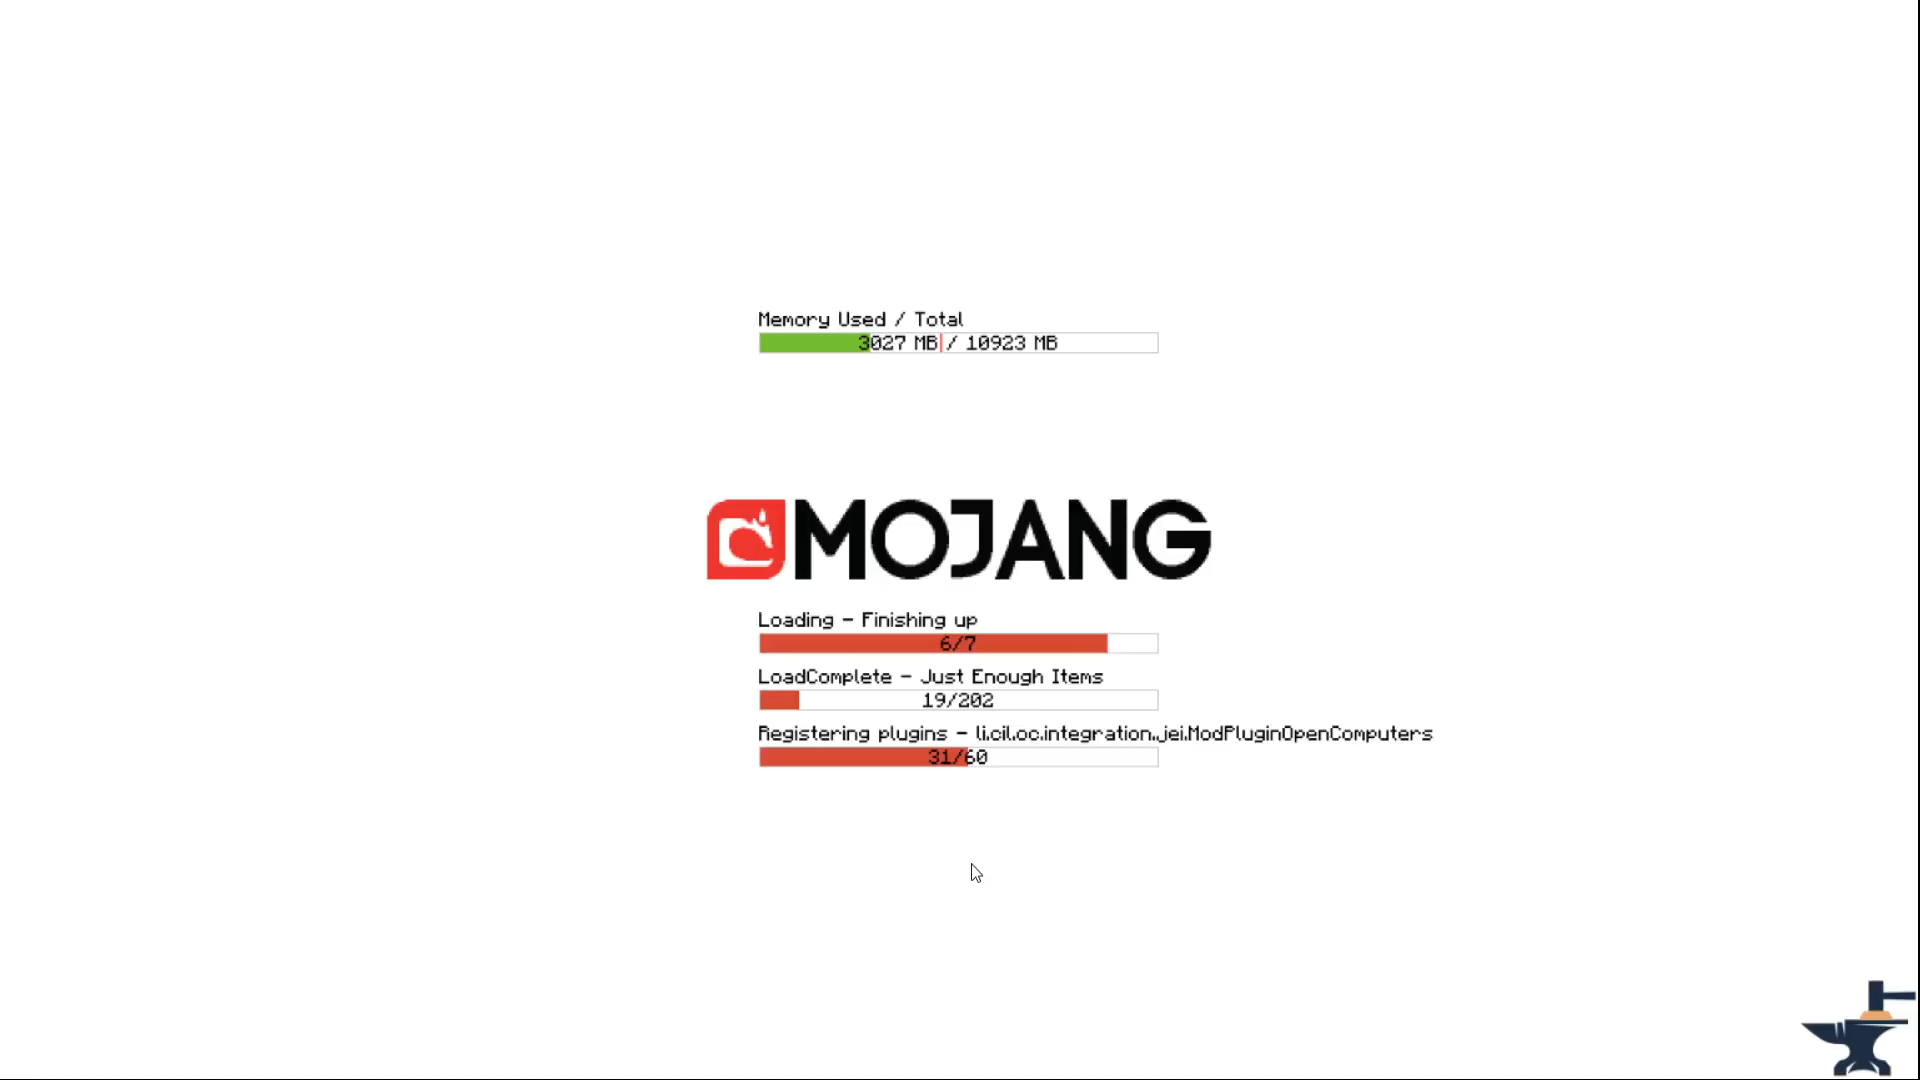 Memory Used / Total
3027 MB / 10923 MB
MOJANG
Loading - Finishing up
6/7
LoadComplete - Just Enough Items
19/202
Registering plugins - li.cil.oc.integration.jei.ModPluginOpenComputers
31/60